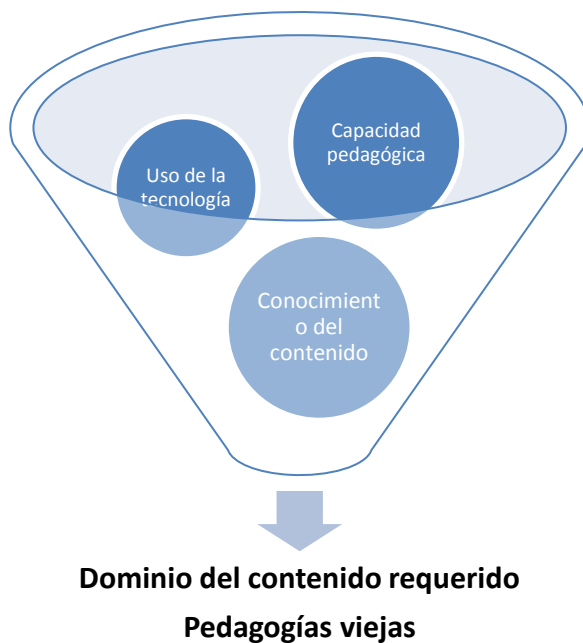 Capacidad
pedagógica
Uso de la
tecnología
Conocimient
o del
contenido
Dominio del contenido requerido
Pedagogías viejas